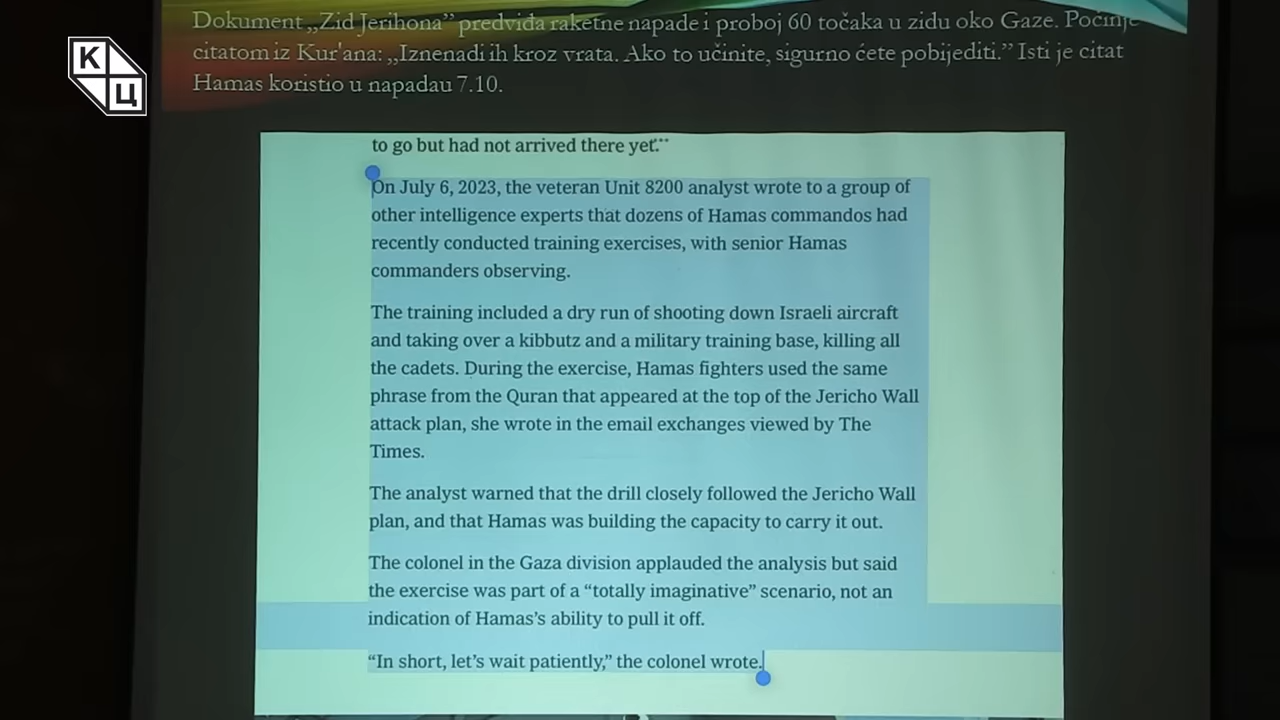 Dokument „Zid Jerihona” predviđa raketne napade i proboj 60 točaka u zidu oko Gaze. Počinje
citatom iz Kur'ana: „Iznenadi ih kroz vrata. Ako to učinite, sigurno ćete pobijediti.” Isti je citat
Hamas koristio u napadau 7.10.
К
Ц
to go but had not arrived there yet.”
On July 6, 2023, the veteran Unit 8200 analyst wrote to a group of
other intelligence experts that dozens of Hamas commandos had
recently conducted training exercises, with senior Hamas
commanders observing.
The training included a dry run of shooting down Israeli aircraft
and taking over a kibbutz and a military training base, killing all
the cadets. During the exercise, Hamas fighters used the same
phrase from the Quran that appeared at the top of the Jericho Wall
attack plan, she wrote in the email exchanges viewed by The
Times.
The analyst warned that the drill closely followed the Jericho Wall
plan, and that Hamas was building the capacity to carry it out.
The colonel in the Gaza division applauded the analysis but said
the exercise was part of a “totally imaginative” scenario, not an
indication of Hamas’s ability to pull it off.
“In short, let’s wait patiently,” the colonel wrote.